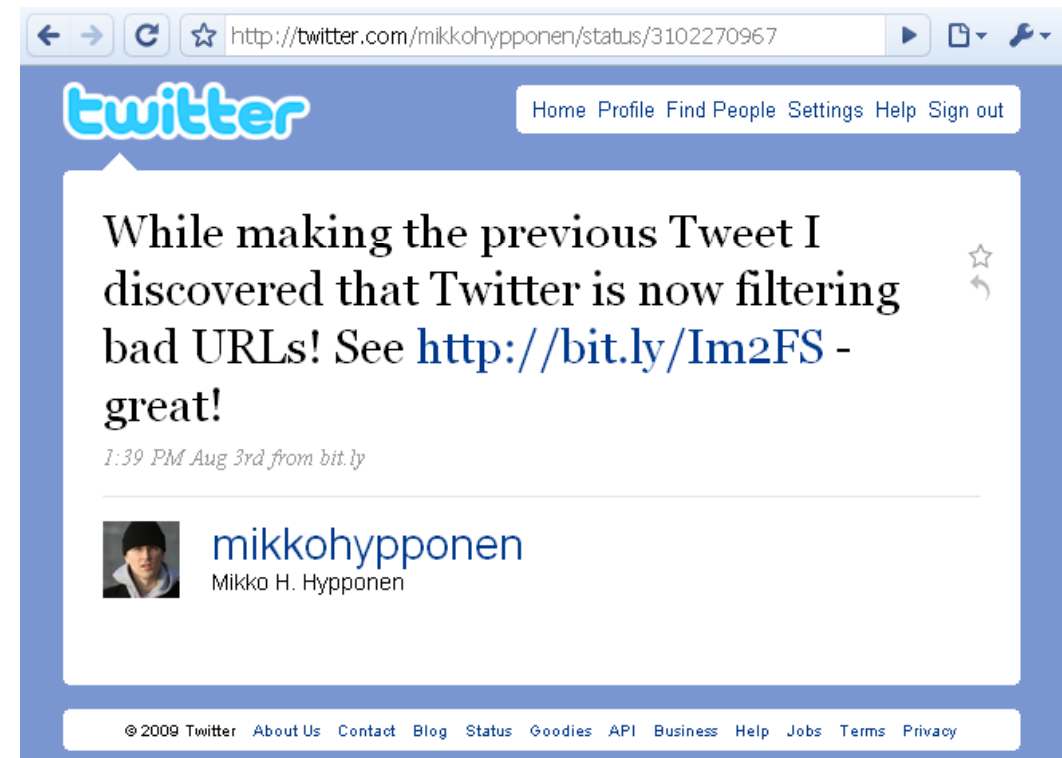 http://twitter.com/mikkohypponen/status/3102270967
twitter
Home Profile Find People Settings Help Sign out
While making the previous Tweet I
discovered that Twitter is now filtering
bad URLs! See http://bit.ly/Im2FS -
great!
1:39 PM Aug 3rd from bit.ly
mikkohypponen
Mikko H. Hypponen
© 2009 Twitter About Us Contact Blog Status Goodies API Business Help Jobs Terms Privacy